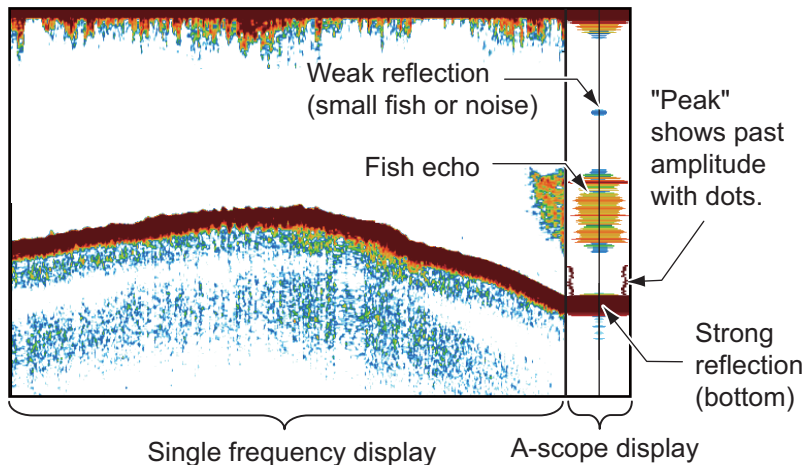 Weak reflection
(small fish or noise)
Fish echo
"Peak"
shows past
amplitude
with dots.
Strong
reflection
(bottom)
Single frequency display
A-scope display